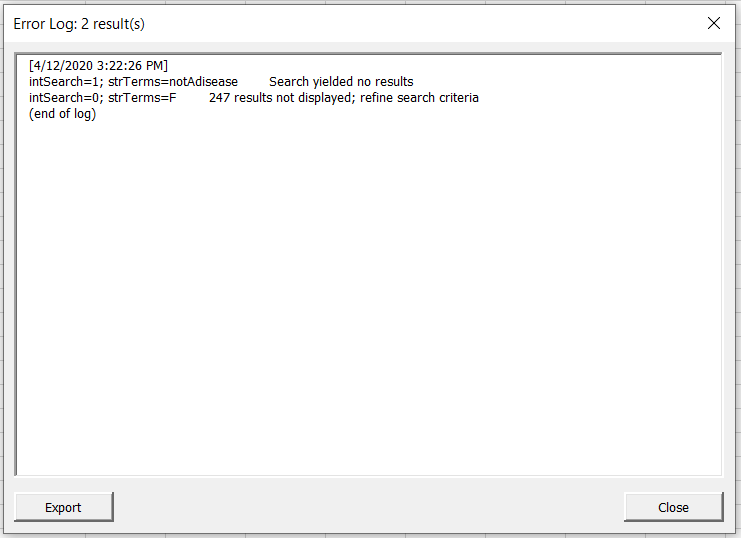 Error Log: 2 result(s)
[4/12/2020 3:22:26 PM]
intSearch=1; strTerms=notAdisease Search yielded no results
intSearch=0; strTerms=F 247 results not displayed; refine search criteria
(end of log)
Export Close